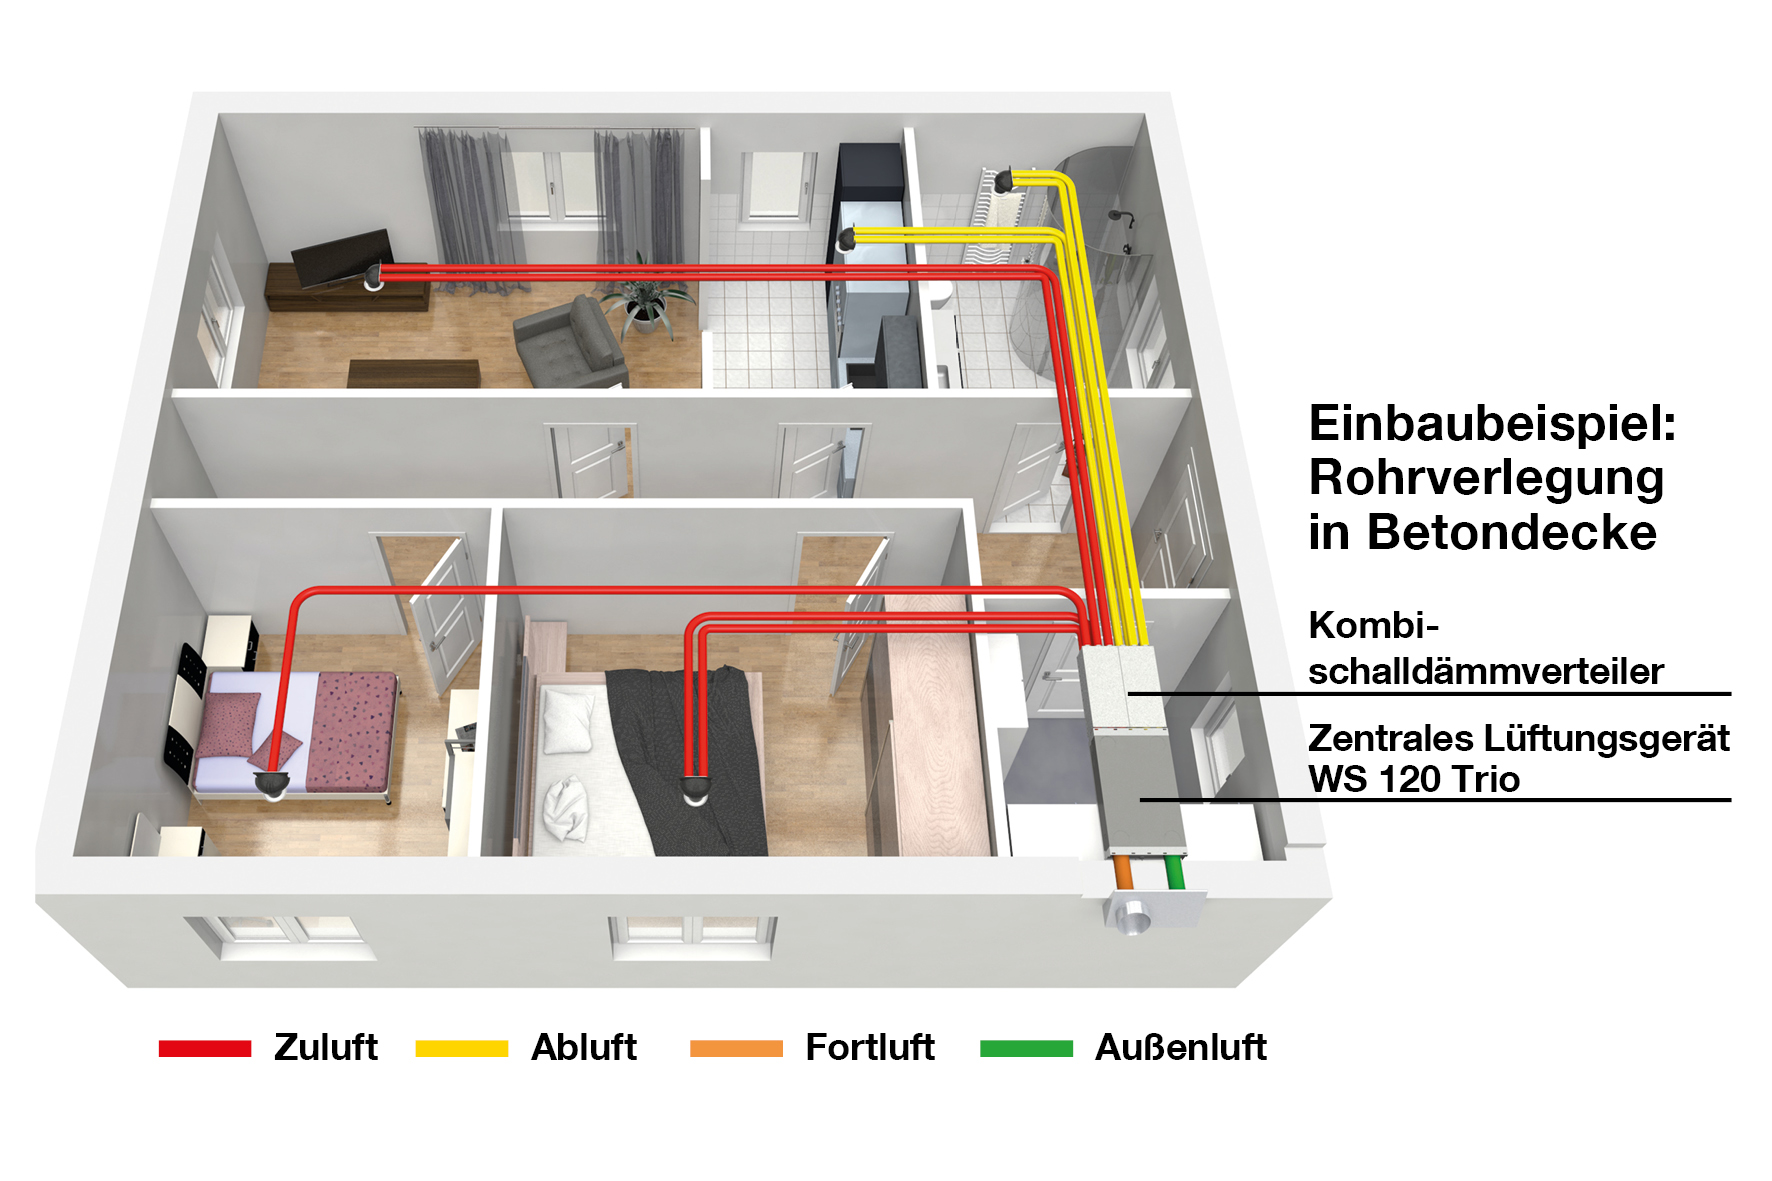 Einbaubeispiel:
Rohrverlegung
in Betondecke
Kombi-
schalldämmverteiler
Zentrales Lüftungsgerät
WS 120 Trio
Zuluft
Abluft
Fortluft
Außenluft